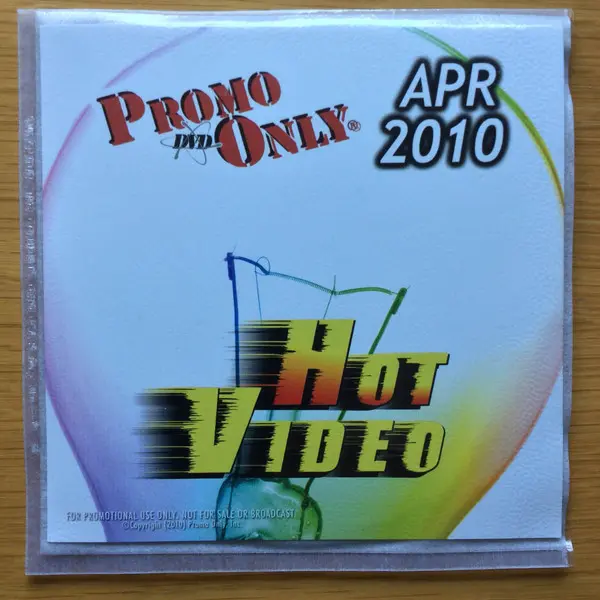 PROMO
DVD ONLY®
APR
2010
HOT
VIDEO
FOR PROMOTIONAL USE ONLY. NOT FOR SALE OR BROADCAST
©Copyright (2010) Promo Only, Inc.